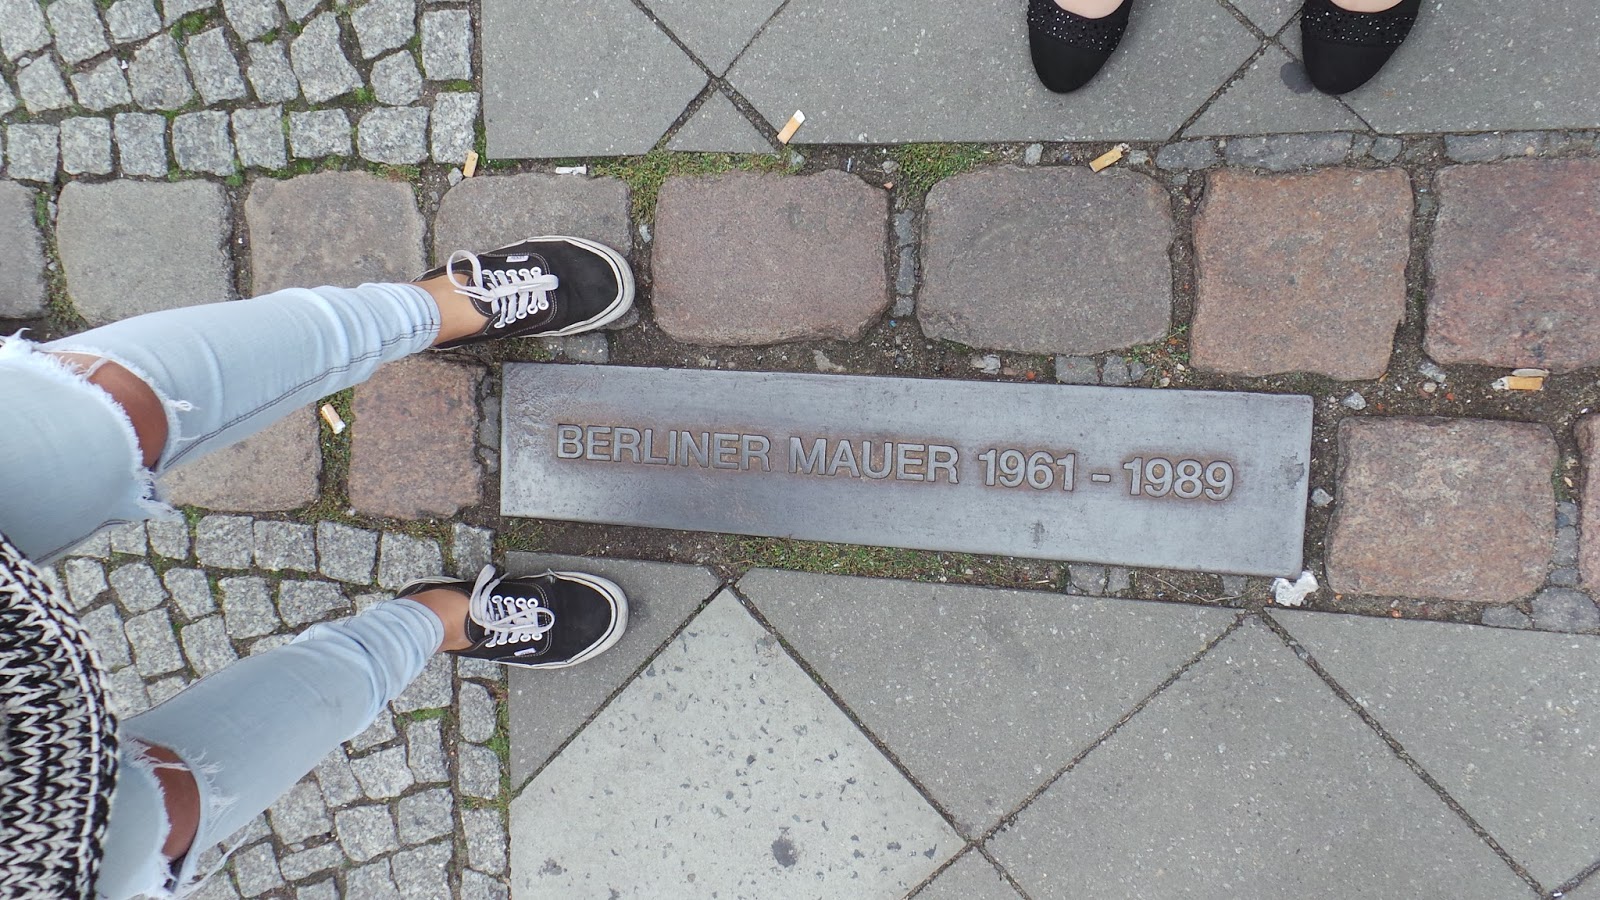 BERLINER MAUER 1961 - 1989